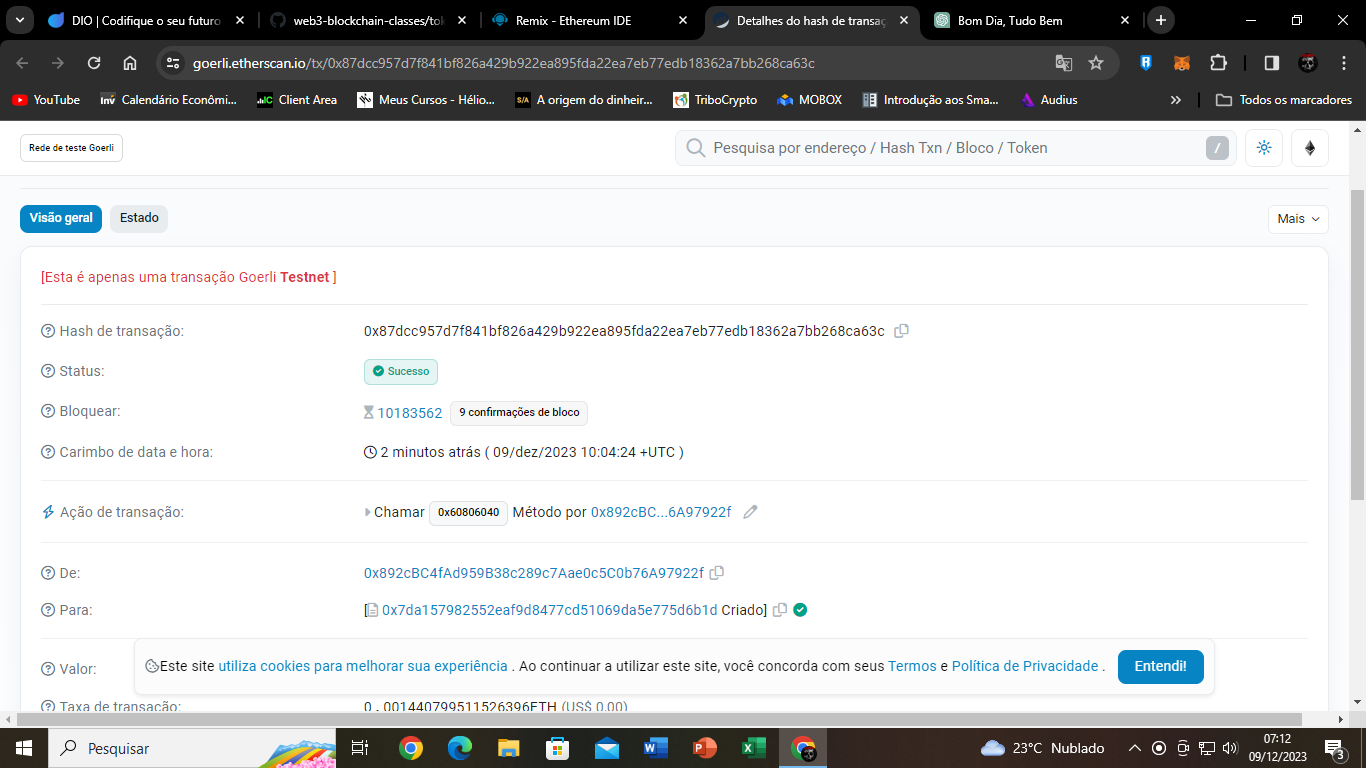 DIO | Codifique o seu futuro
web3-blockchain-classes/tok
Remix - Ethereum IDE
Detalhes do hash de transaç
Bom Dia, Tudo Bem
goerli.etherscan.io/tx/0x87dcc957d7f841bf826a429b922ea895fda22ea7eb77edb18362a7bb268ca63c
YouTube
Calendário Econômi...
Client Area
Meus Cursos - Hélio...
A origem do dinheir...
TriboCrypto
MOBOX
Introdução aos Sma...
Audius
Todos os marcadores
Rede de teste Goerli
Pesquisa por endereço / Hash Txn / Bloco / Token
/
Visão geral
Estado
Mais
[Esta é apenas uma transação Goerli Testnet ]
Hash de transação:
0x87dcc957d7f841bf826a429b922ea895fda22ea7eb77edb18362a7bb268ca63c
Status:
Sucesso
Bloquear:
10183562
9 confirmações de bloco
Carimbo de data e hora:
2 minutos atrás ( 09/dez/2023 10:04:24 +UTC )
Ação de transação:
Chamar 0x60806040 Método por 0x892cBC...6A97922f
De:
0x892cBC4fAd959B38c289c7Aae0c5C0b76A97922f
Para:
[ 0x7da157982552eaf9d8477cd51069da5e775d6b1d Criado]
Valor:
Este site utiliza cookies para melhorar sua experiência . Ao continuar a utilizar este site, você concorda com seus Termos e Política de Privacidade .
Entendi!
Taxa de transação:
0 . 001440799511526396ETH (US$ 0.00)
Pesquisar
23°C Nublado
07:12
09/12/2023
3